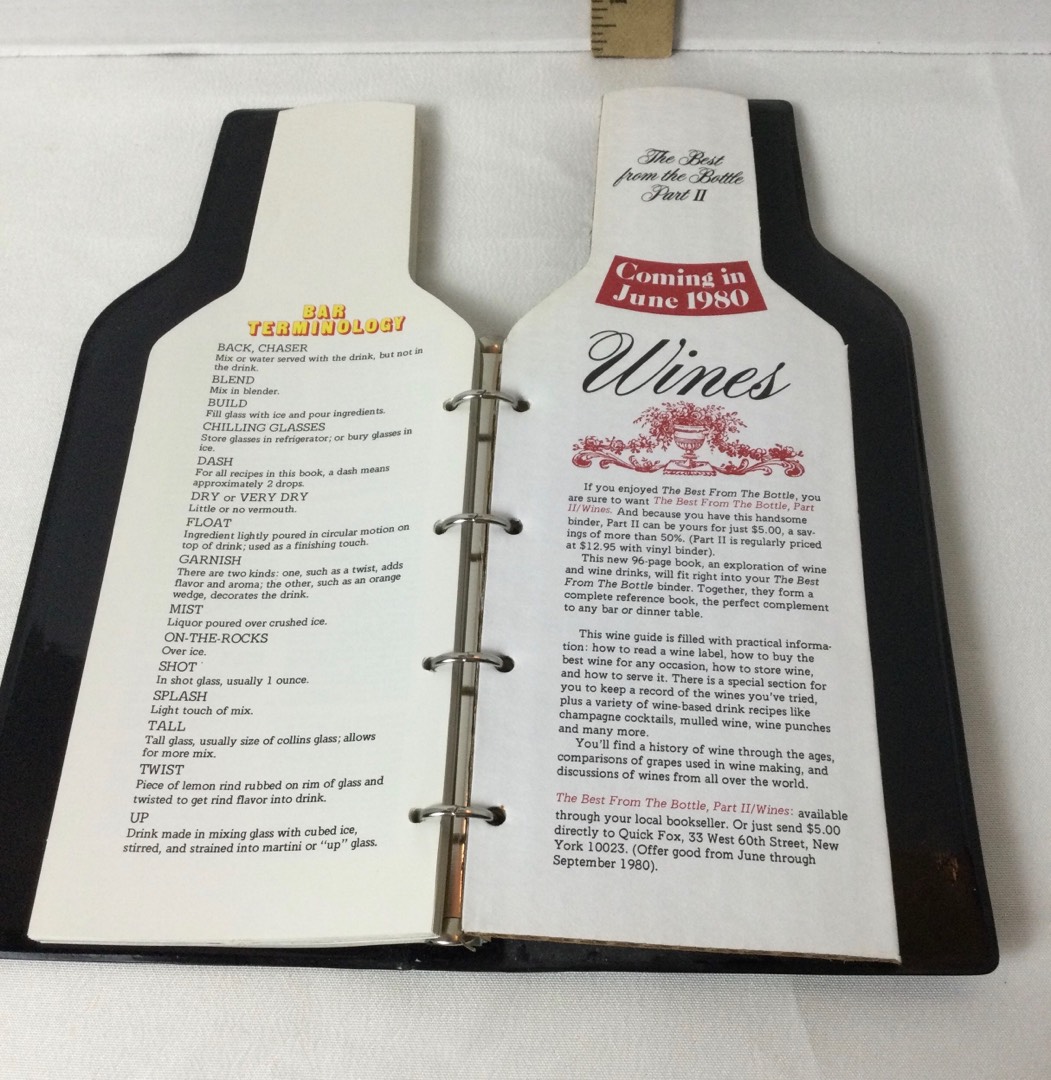 BAR
TERMINOLOGY
BACK, CHASER
Mix or water served with the drink, but not in
the drink.
BLEND
Mix in blender.
BUILD
Fill glass with ice and pour ingredients.
CHILLING GLASSES
Store glasses in refrigerator; or bury glasses in
ice.
DASH
For all recipes in this book, a dash means
approximately 2 drops.
DRY or VERY DRY
Little or no vermouth.
FLOAT
Ingredient lightly poured in circular motion on
top of drink; used as a finishing touch.
GARNISH
There are two kinds: one, such as a twist, adds
flavor and aroma; the other, such as an orange
wedge, decorates the drink.
MIST
Liquor poured over crushed ice.
ON-THE-ROCKS
Over ice.
SHOT
In shot glass, usually 1 ounce.
SPLASH
Light touch of mix.
TALL
Tall glass, usually size of collins glass; allows
for more mix.
TWIST
Piece of lemon rind rubbed on rim of glass and
twisted to get rind flavor into drink.
UP
Drink made in mixing glass with cubed ice,
stirred, and strained into martini or “up” glass.
The Best
from the Bottle
Part II
Coming in
June 1980
Wines
If you enjoyed The Best From The Bottle, you
are sure to want The Best From The Bottle, Part
II/Wines. And because you have this handsome
binder, Part II can be yours for just $5.00, a sav-
ings of more than 50%. (Part II is regularly priced
at $12.95 with vinyl binder).
This new 96-page book, an exploration of wine
and wine drinks, will fit right into your The Best
From The Bottle binder. Together, they form a
complete reference book, the perfect complement
to any bar or dinner table.
This wine guide is filled with practical informa-
tion: how to read a wine label, how to buy the
best wine for any occasion, how to store wine,
and how to serve it. There is a special section for
you to keep a record of the wines you've tried,
plus a variety of wine-based drink recipes like
champagne cocktails, mulled wine, wine punches
and many more.
You'll find a history of wine through the ages,
comparisons of grapes used in wine making, and
discussions of wines from all over the world.
The Best From The Bottle, Part II/Wines: available
through your local bookseller. Or just send $5.00
directly to Quick Fox, 33 West 60th Street, New
York 10023. (Offer good from June through
September 1980).